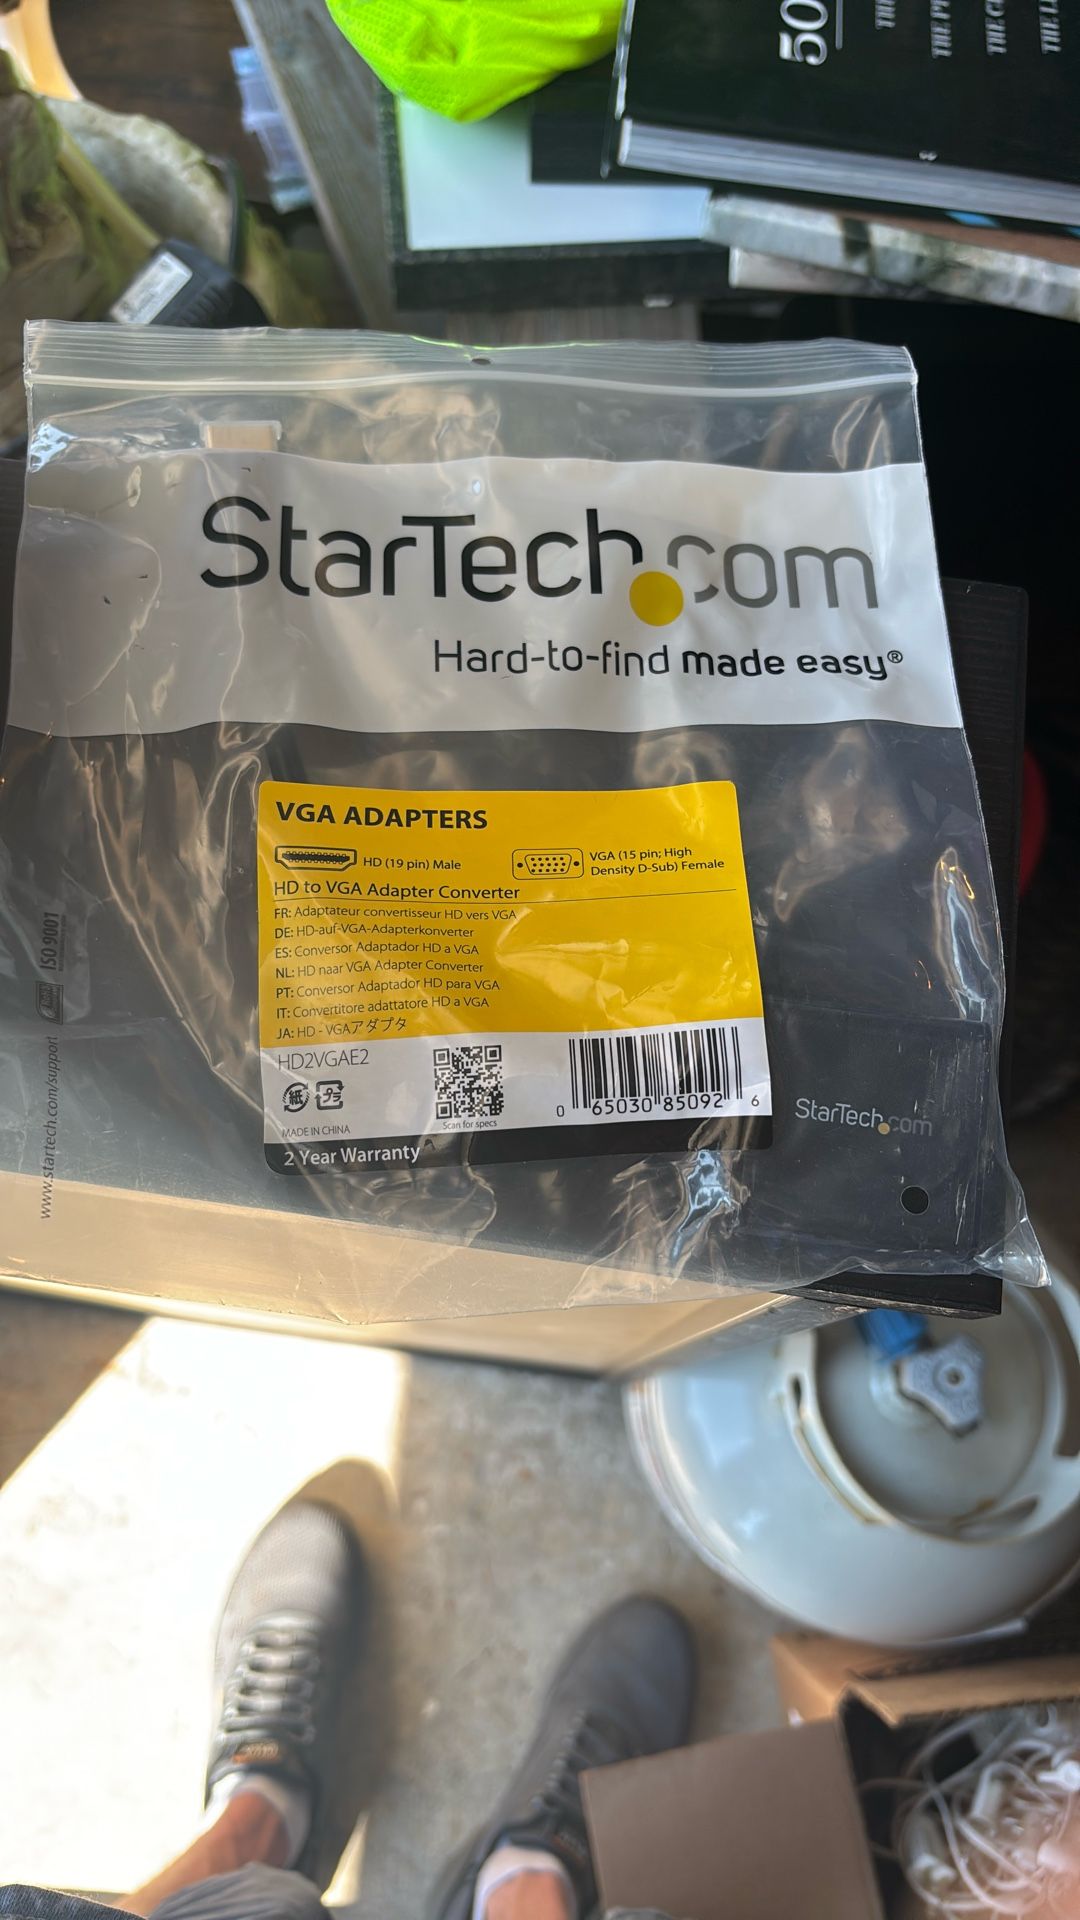 50
StarTech.com
Hard-to-find made easy®
VGA ADAPTERS
HD (19 pin) Male
VGA (15 pin; High
Density D-Sub) Female
HD to VGA Adapter Converter
FR: Adaptateur convertisseur HD vers VGA
DE: HD-auf-VGA-Adapterkonverter
ES: Conversor Adaptador HD a VGA
NL: HD naar VGA Adapter Converter
PT: Conversor Adaptador HD para VGA
IT: Convertitore adattatore HD a VGA
JA: HD - VGAアダプタ
HD2VGAE2
紙 プラ
Scan for specs
0 65030 85092 6
MADE IN CHINA
2 Year Warranty
ISO 9001
www.startech.com/support
StarTech.com